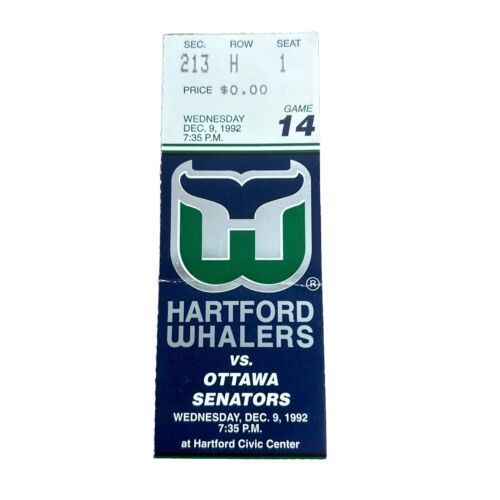 SEC. ROW SEAT
213 H 1
PRICE $0.00
GAME
14
WEDNESDAY
DEC. 9, 1992
7:35 P.M.
®
HARTFORD
WHALERS
VS.
OTTAWA
SENATORS
WEDNESDAY, DEC. 9, 1992
7:35 P.M.
at Hartford Civic Center